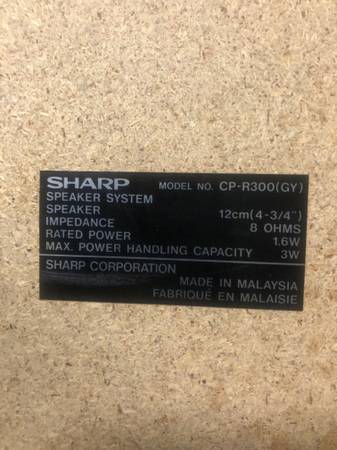 SHARP MODEL NO. CP-R300(GY)
SPEAKER SYSTEM
SPEAKER 12cm(4-3/4")
IMPEDANCE 8 OHMS
RATED POWER 1.6W
MAX. POWER HANDLING CAPACITY 3W
SHARP CORPORATION
MADE IN MALAYSIA
FABRIQUÉ EN MALAISIE